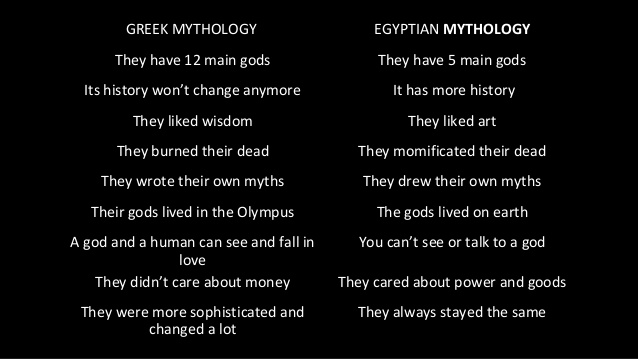 GREEK MYTHOLOGY
EGYPTIAN MYTHOLOGY
They have 12 main gods
They have 5 main gods
Its history won’t change anymore
It has more history
They liked wisdom
They liked art
They burned their dead
They momificated their dead
They wrote their own myths
They drew their own myths
Their gods lived in the Olympus
The gods lived on earth
A god and a human can see and fall in
love
You can’t see or talk to a god
They didn’t care about money
They cared about power and goods
They were more sophisticated and
changed a lot
They always stayed the same